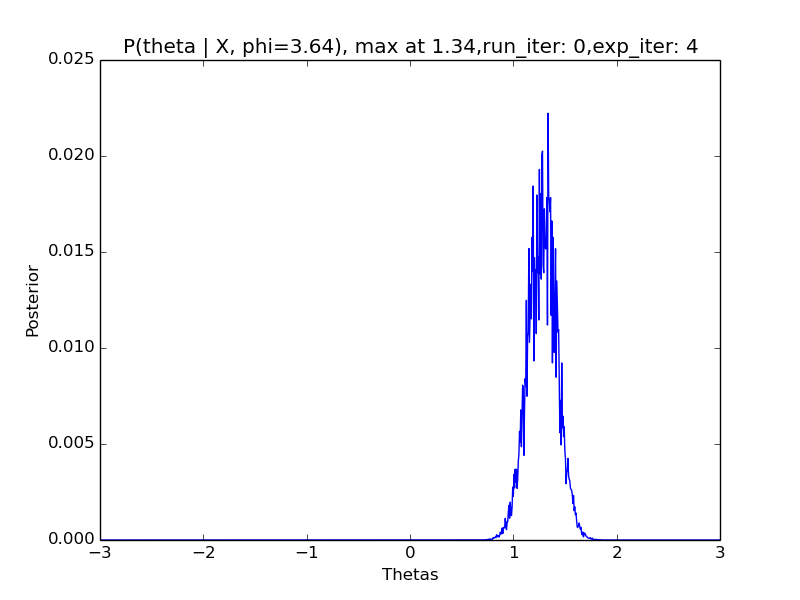 P(theta | X, phi=3.64), max at 1.34,run_iter: 0,exp_iter: 4
0.025
0.020
0.015
0.010
0.005
0.000
Posterior
−3 −2 −1 0 1 2 3
Thetas